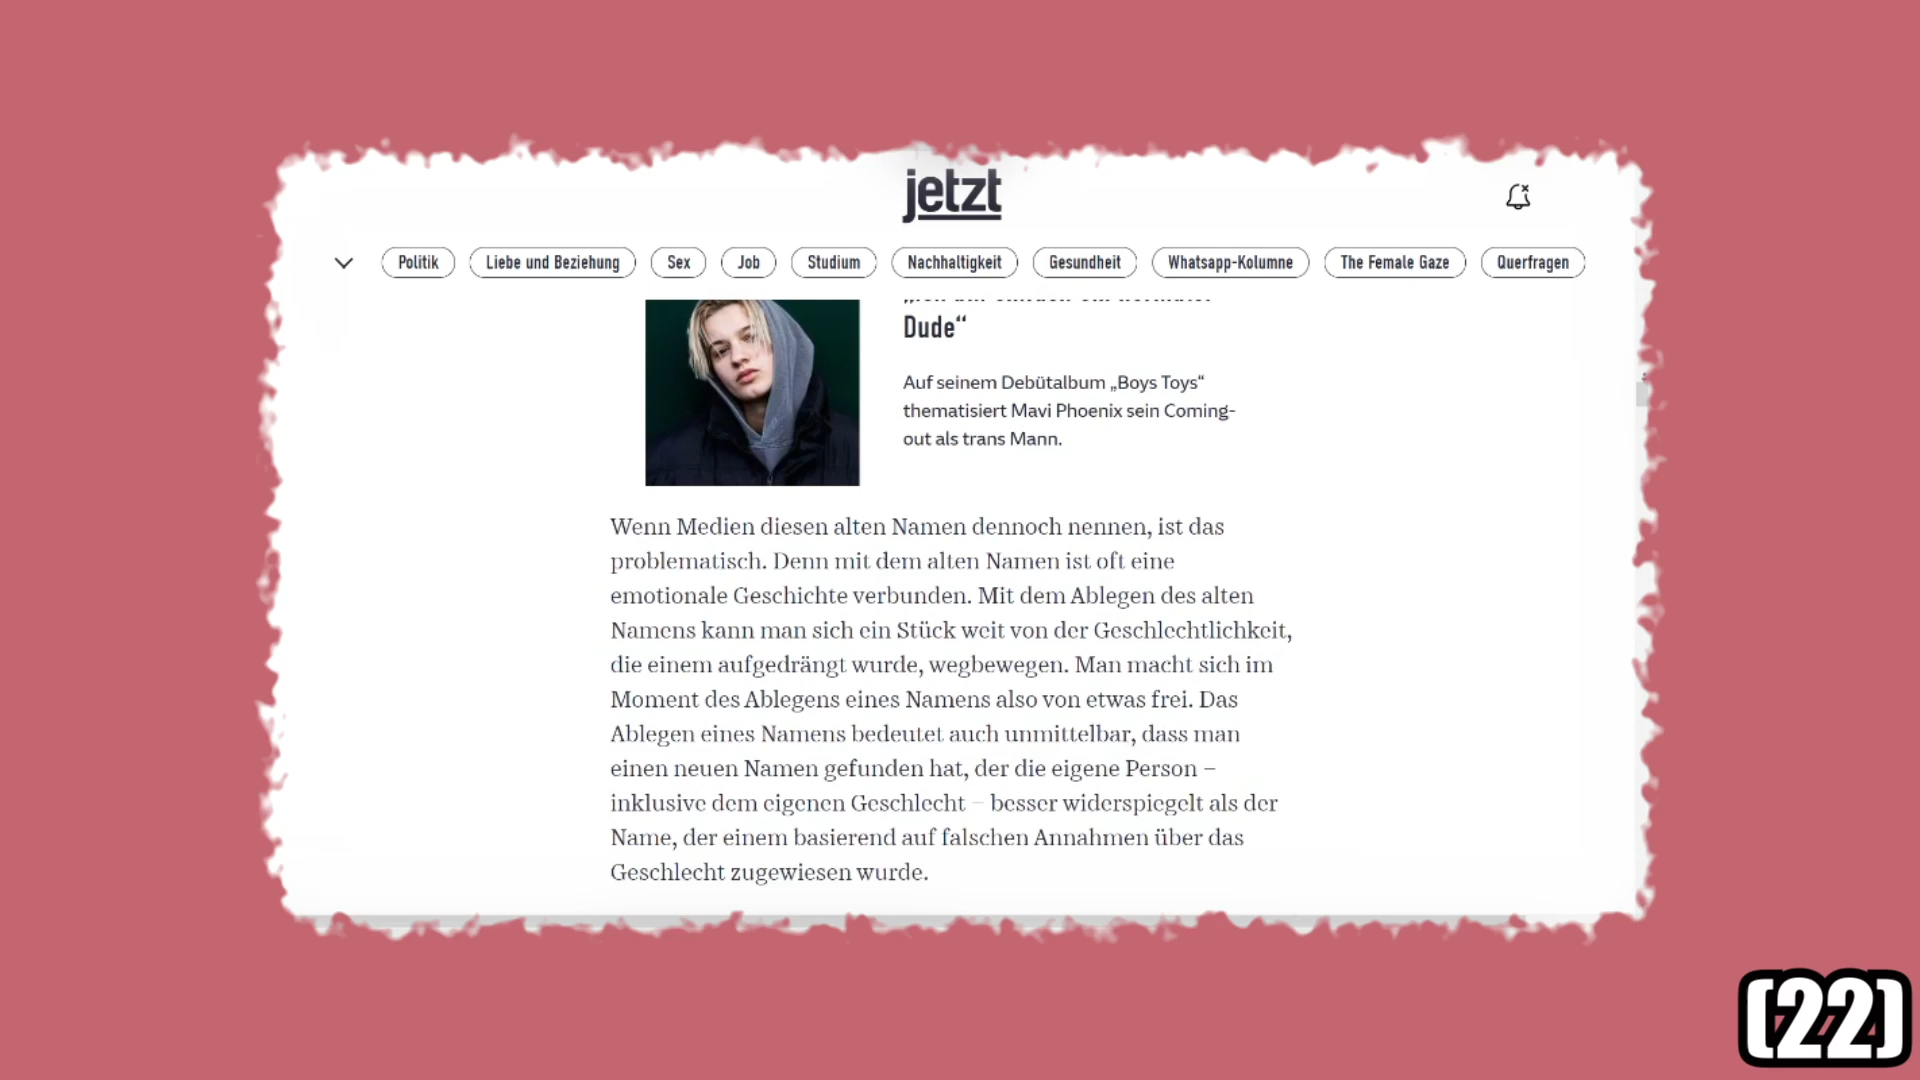 jetzt
Politik
Liebe und Beziehung
Sex
Job
Studium
Nachhaltigkeit
Gesundheit
Whatsapp-Kolumne
The Female Gaze
Querfragen
Dude“
Auf seinem Debütalbum „Boys Toys“
thematisiert Mavi Phoenix sein Coming-
out als trans Mann.
Wenn Medien diesen alten Namen dennoch nennen, ist das
problematisch. Denn mit dem alten Namen ist oft eine
emotionale Geschichte verbunden. Mit dem Ablegen des alten
Namens kann man sich ein Stück weit von der Geschlechtlichkeit,
die einem aufgedrängt wurde, wegbewegen. Man macht sich im
Moment des Ablegens eines Namens also von etwas frei. Das
Ablegen eines Namens bedeutet auch unmittelbar, dass man
einen neuen Namen gefunden hat, der die eigene Person –
inklusive dem eigenen Geschlecht – besser widerspiegelt als der
Name, der einem basierend auf falschen Annahmen über das
Geschlecht zugewiesen wurde.
(22)